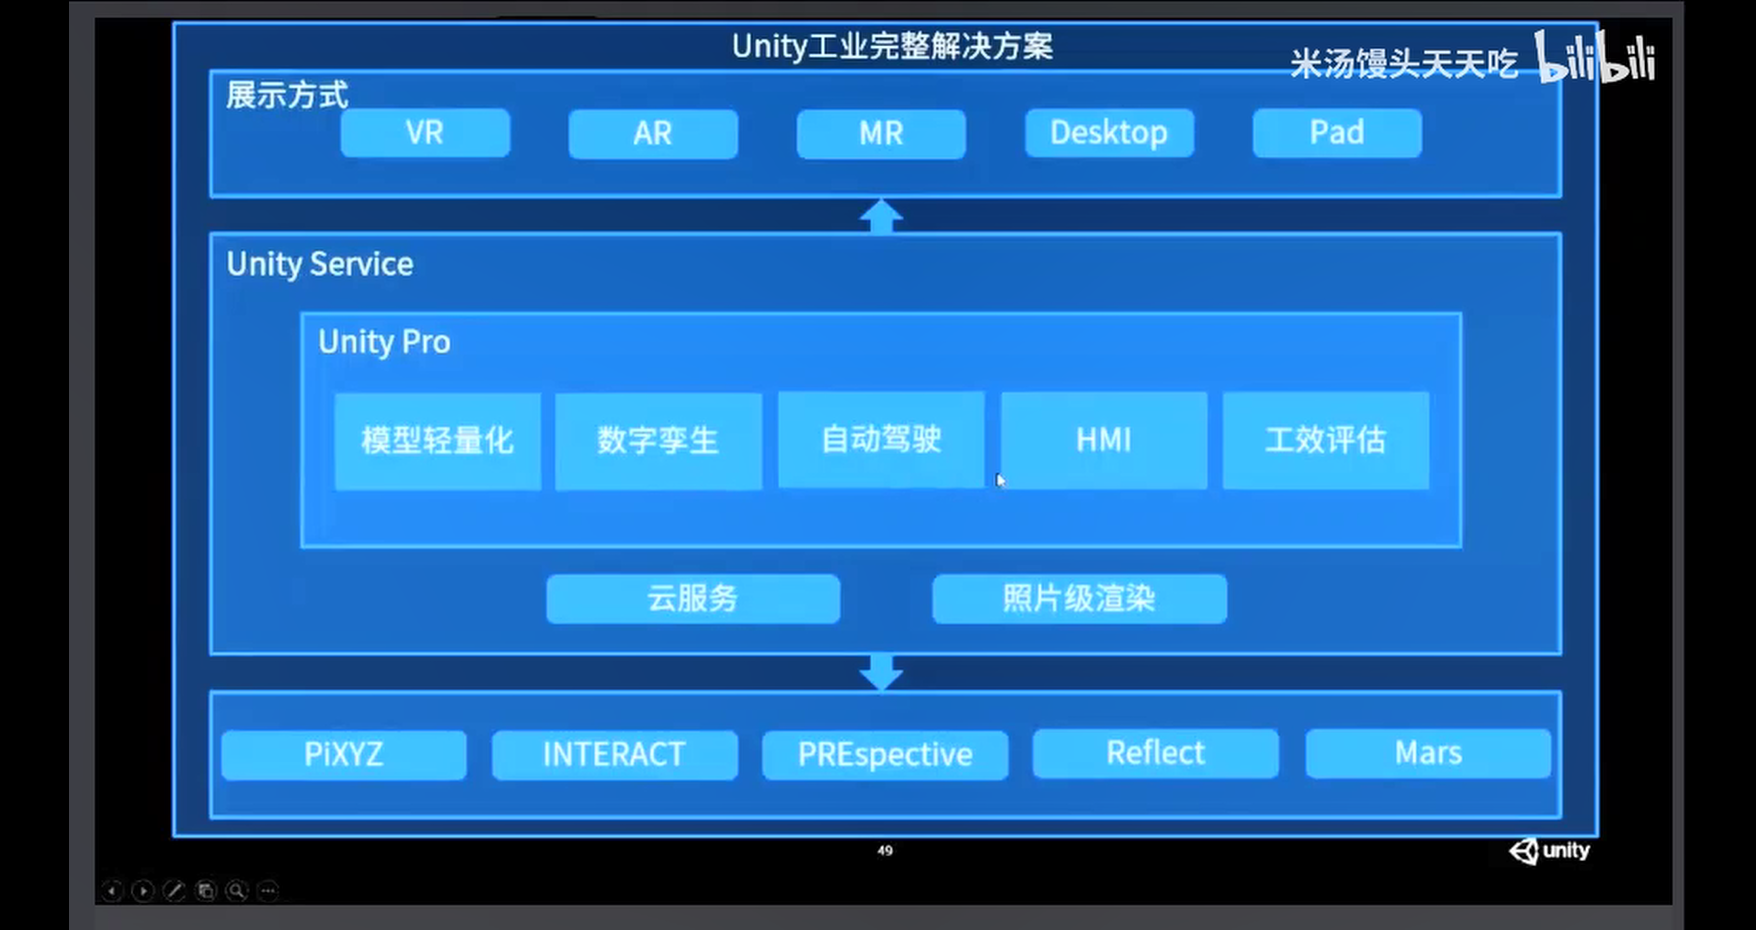 Unity工业完整解决方案
米汤馒头天天吃 bilibili
展示方式
VR AR MR Desktop Pad
Unity Service
Unity Pro
模型轻量化 数字孪生 自动驾驶 HMI 工效评估
云服务 照片级渲染
PiXYZ INTERACT PREspective Reflect Mars
49
unity